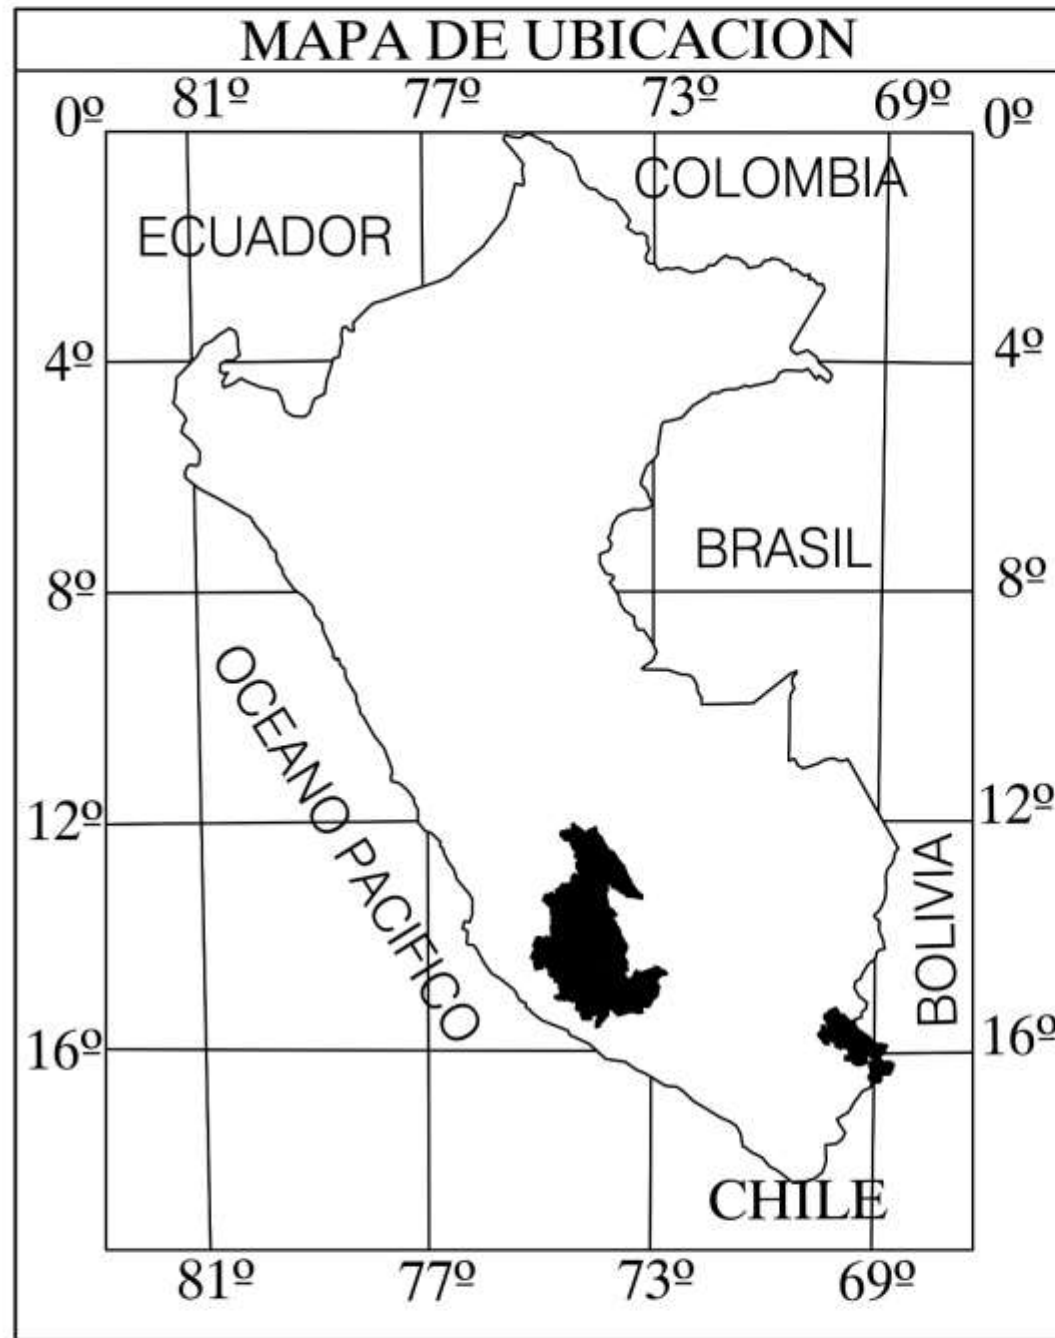 MAPA DE UBICACION
81º 77º 73º 69º
0º 0º
COLOMBIA
ECUADOR
4º 4º
BRASIL
8º 8º
OCEANO PACIFICO
12º 12º
BOLIVIA
16º 16º
CHILE
81º 77º 73º 69º